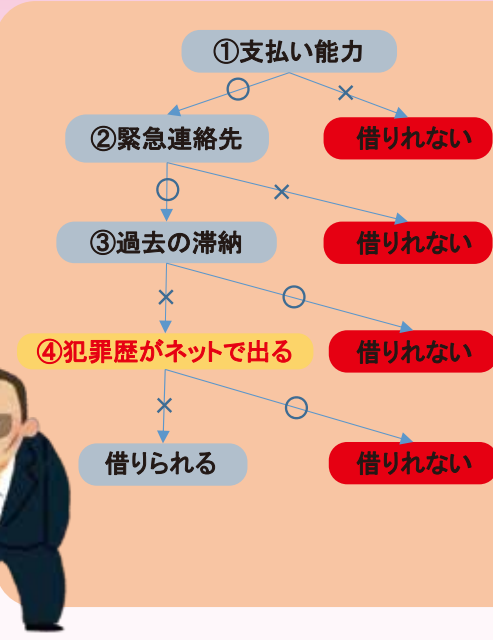 ①支払い能力
○
×
②緊急連絡先
借りれない
○
×
③過去の滞納
借りれない
×
○
④犯罪歴がネットで出る
借りれない
×
○
借りられる
借りれない